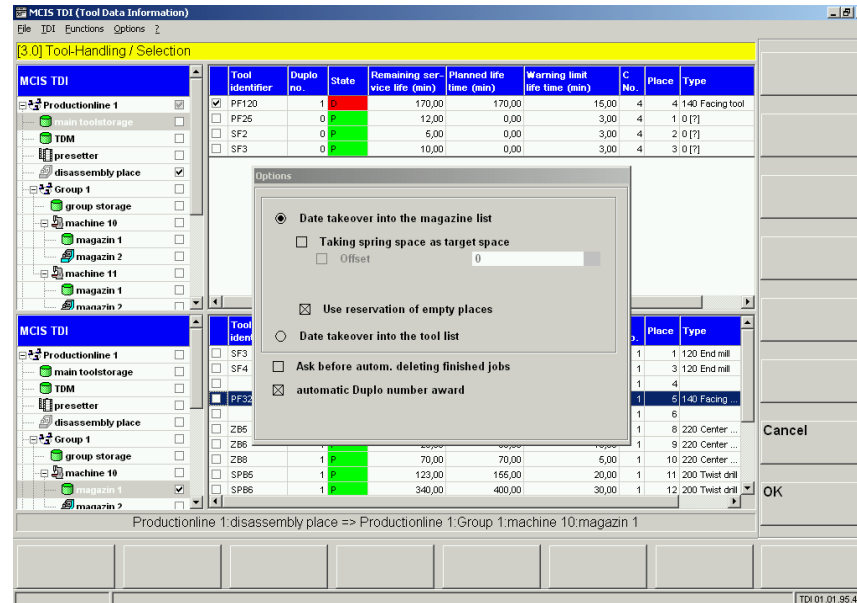 MCIS TDI (Tool Data Information)
File TDI Functions Options ?
[3.0] Tool-Handling / Selection
MCIS TDI
Productionline 1
main toolstorage
TDM
presetter
disassembly place
Group 1
group storage
machine 10
magazin 1
magazin 2
machine 11
magazin 1
magazin 2
Tool identifier Duplo no. State Remaining ser-vice life (min) Planned life time (min) Warning limit life time (min) C No. Place Type
PF120 1 D 170,00 170,00 15,00 4 4 140 Facing tool
PF25 0 P 12,00 0,00 3,00 4 1 0 [?]
SF2 0 P 5,00 0,00 3,00 4 2 0 [?]
SF3 0 P 10,00 0,00 3,00 4 3 0 [?]
Options
Date takeover into the magazine list
Taking spring space as target space
Offset 0
Use reservation of empty places
Date takeover into the tool list
Ask before autom. deleting finished jobs
automatic Duplo number award
MCIS TDI
Productionline 1
main toolstorage
TDM
presetter
disassembly place
Group 1
group storage
machine 10
magazin 1
magazin 2
Tool Place Type
SF3 1 1 120 End mill
SF4 1 3 120 End mill
1 4
PF32 1 5 140 Facing ...
1 6
ZB5 1 8 220 Center ...
ZB6 1 9 220 Center ...
ZB8 1 P 70,00 70,00 5,00 1 10 220 Center ...
SPB5 1 P 123,00 155,00 20,00 1 11 200 Twist drill
SPB6 1 P 340,00 400,00 30,00 1 12 200 Twist drill
Productionline 1:disassembly place => Productionline 1:Group 1:machine 10:magazin 1
Cancel
OK
TDI 01.01.95.4